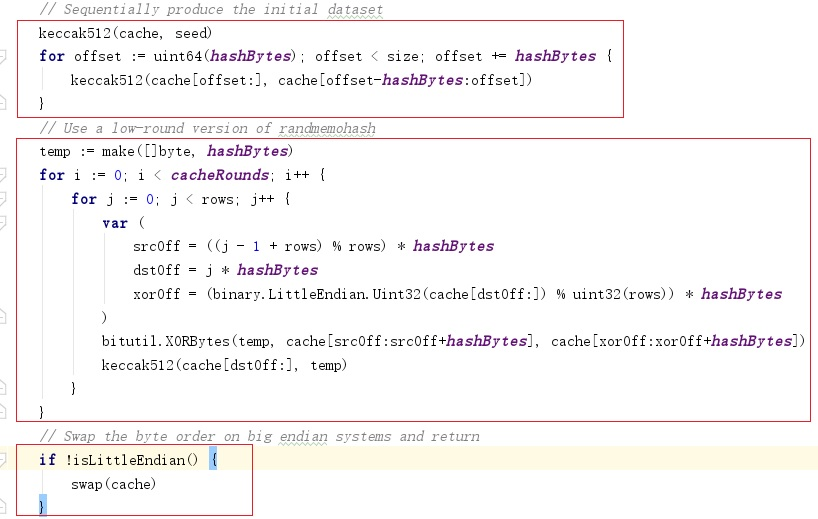 // Sequentially produce the initial dataset
keccak512(cache, seed)
for offset := uint64(hashBytes); offset < size; offset += hashBytes {
    keccak512(cache[offset:], cache[offset-hashBytes:offset])
}
// Use a low-round version of randmemohash
temp := make([]byte, hashBytes)
for i := 0; i < cacheRounds; i++ {
    for j := 0; j < rows; j++ {
        var (
            srcOff = ((j - 1 + rows) % rows) * hashBytes
            dstOff = j * hashBytes
            xorOff = (binary.LittleEndian.Uint32(cache[dstOff:]) % uint32(rows)) * hashBytes
        )
        bitutil.XORBytes(temp, cache[srcOff:srcOff+hashBytes], cache[xorOff:xorOff+hashBytes])
        keccak512(cache[dstOff:], temp)
    }
}
// Swap the byte order on big endian systems and return
if !isLittleEndian() {
    swap(cache)
}